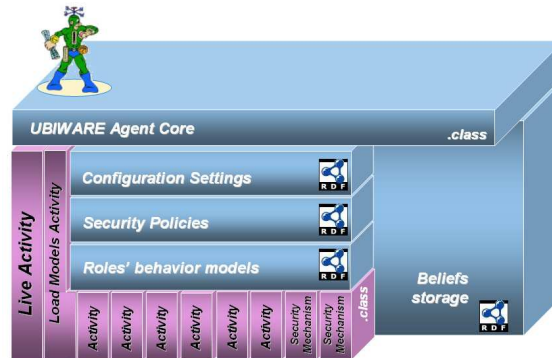 UBIWARE Agent Core
.class
Live Activity
Load Models Activity
Configuration Settings
RDF
Security Policies
RDF
Roles' behavior models
RDF
Activity
Activity
Activity
Activity
Activity
Activity
Security Mechanism
Security Mechanism
.class
Beliefs
storage
RDF